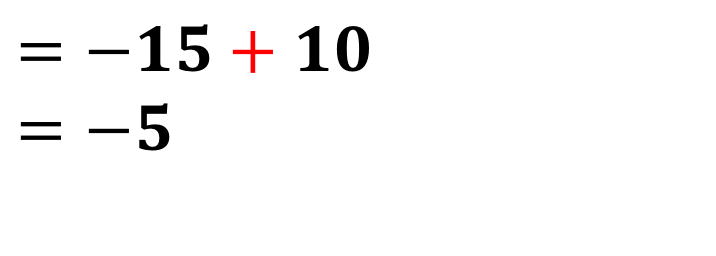 = −15 + 10
= −5